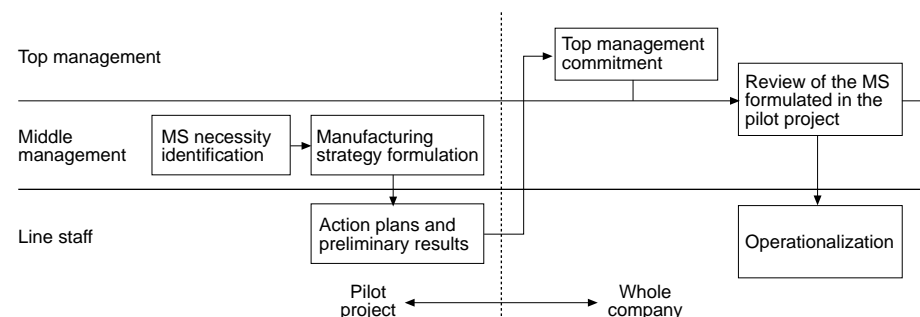 Top management
Top management
commitment
Review of the MS
formulated in the
pilot project
Middle
management
MS necessity
identification
Manufacturing
strategy formulation
Line staff
Action plans and
preliminary results
Operationalization
Pilot
project
Whole
company